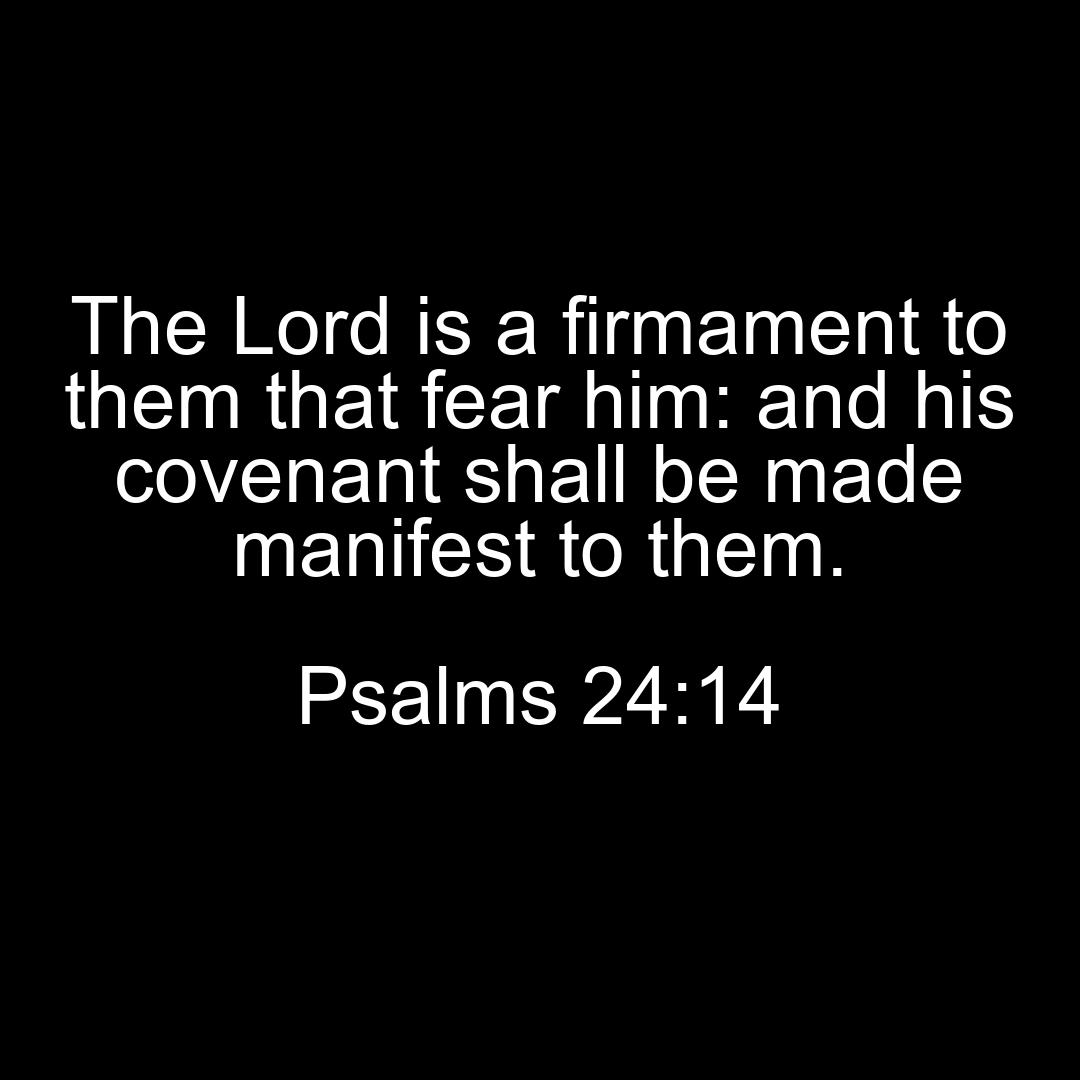 The Lord is a firmament to
them that fear him: and his
covenant shall be made
manifest to them.
Psalms 24:14